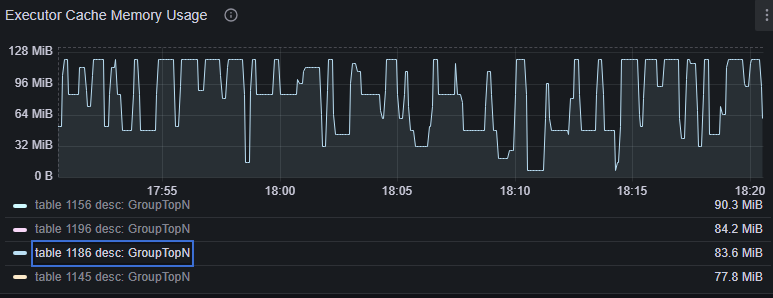 Executor Cache Memory Usage
128 MiB
96 MiB
64 MiB
32 MiB
0 B
17:55 18:00 18:05 18:10 18:15 18:20
table 1156 desc: GroupTopN 90.3 MiB
table 1196 desc: GroupTopN 84.2 MiB
table 1186 desc: GroupTopN 83.6 MiB
table 1145 desc: GroupTopN 77.8 MiB